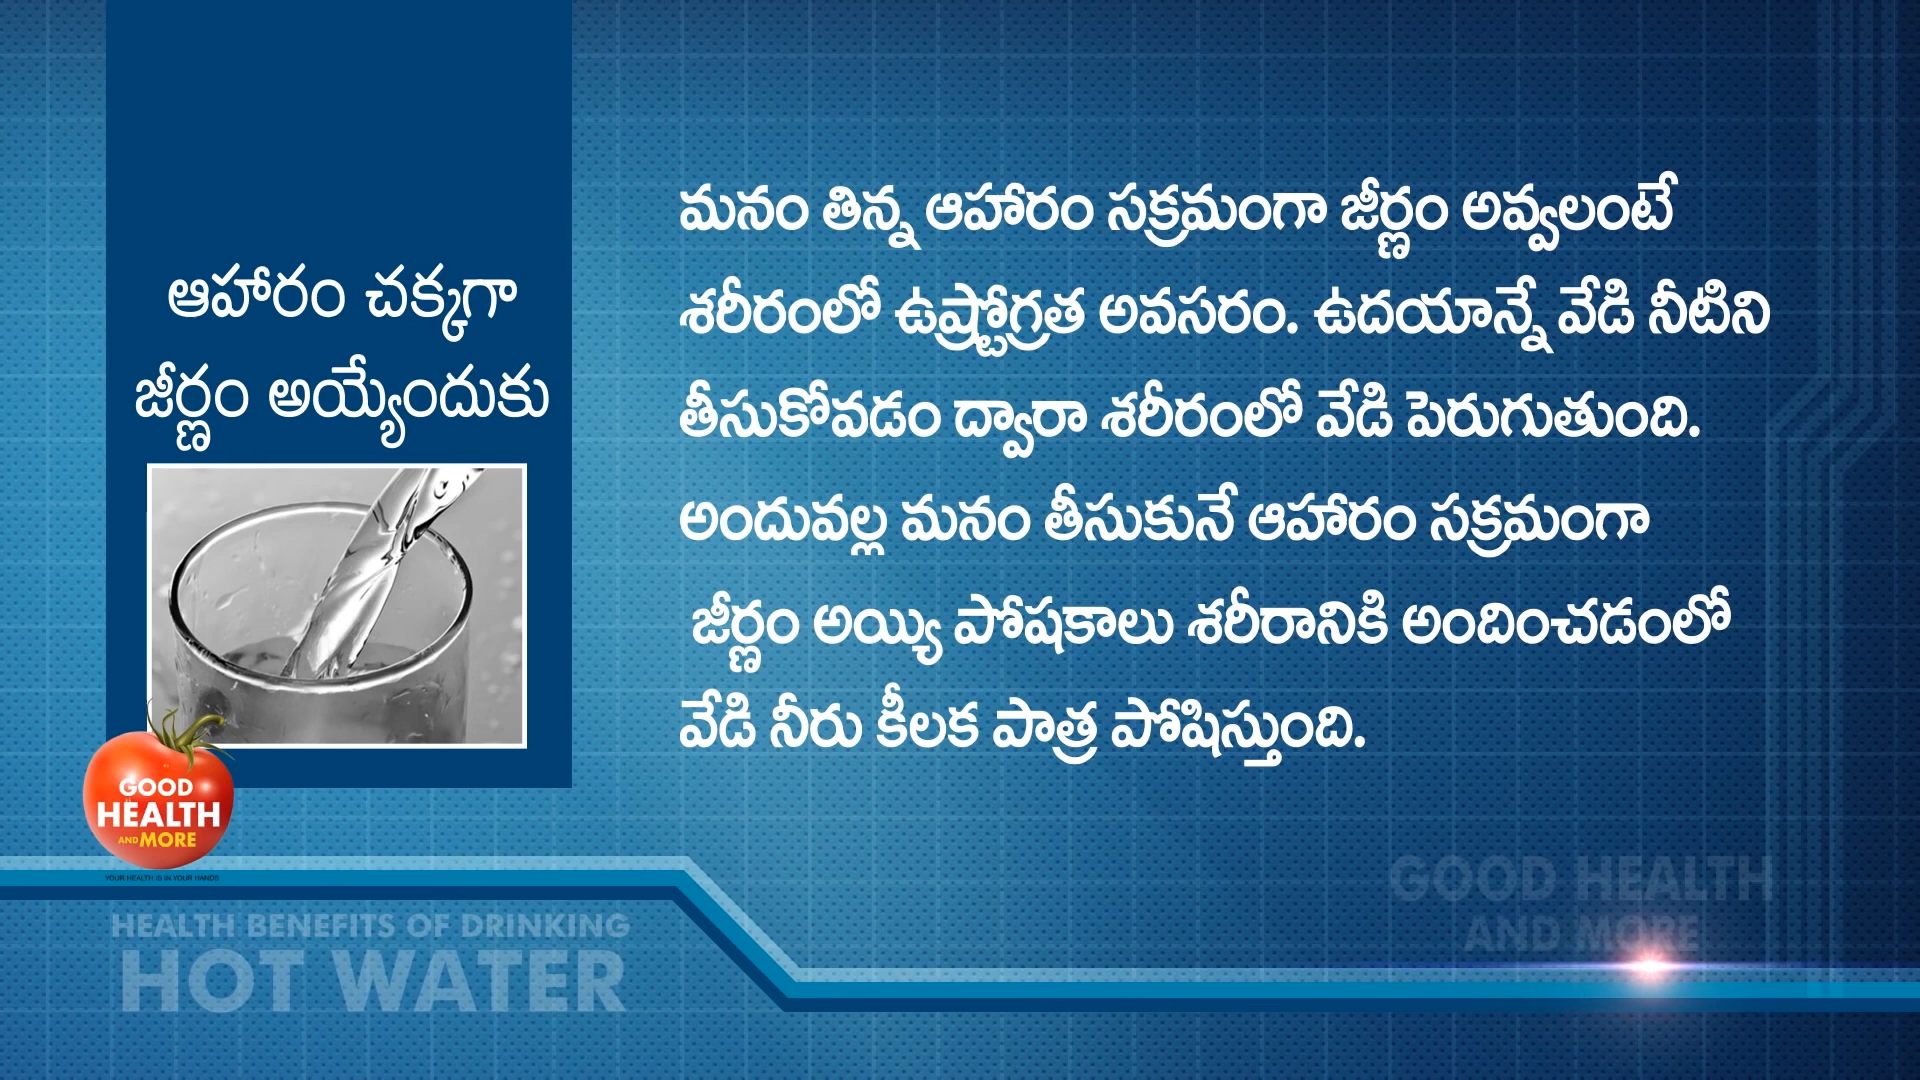 ఆహారం చక్కగా
జీర్ణం అయ్యేందుకు
మనం తిన్న ఆహారం సక్రమంగా జీర్ణం అవ్వలంటే
శరీరంలో ఉష్ణోగ్రత అవసరం. ఉదయాన్నే వేడి నీటిని
తీసుకోవడం ద్వారా శరీరంలో వేడి పెరుగుతుంది.
అందువల్ల మనం తీసుకునే ఆహారం సక్రమంగా
జీర్ణం అయ్యి పోషకాలు శరీరానికి అందించడంలో
వేడి నీరు కీలక పాత్ర పోషిస్తుంది.
GOOD
HEALTH
AND MORE
YOUR HEALTH IS IN YOUR HANDS
HEALTH BENEFITS OF DRINKING
HOT WATER
GOOD HEALTH
AND MORE